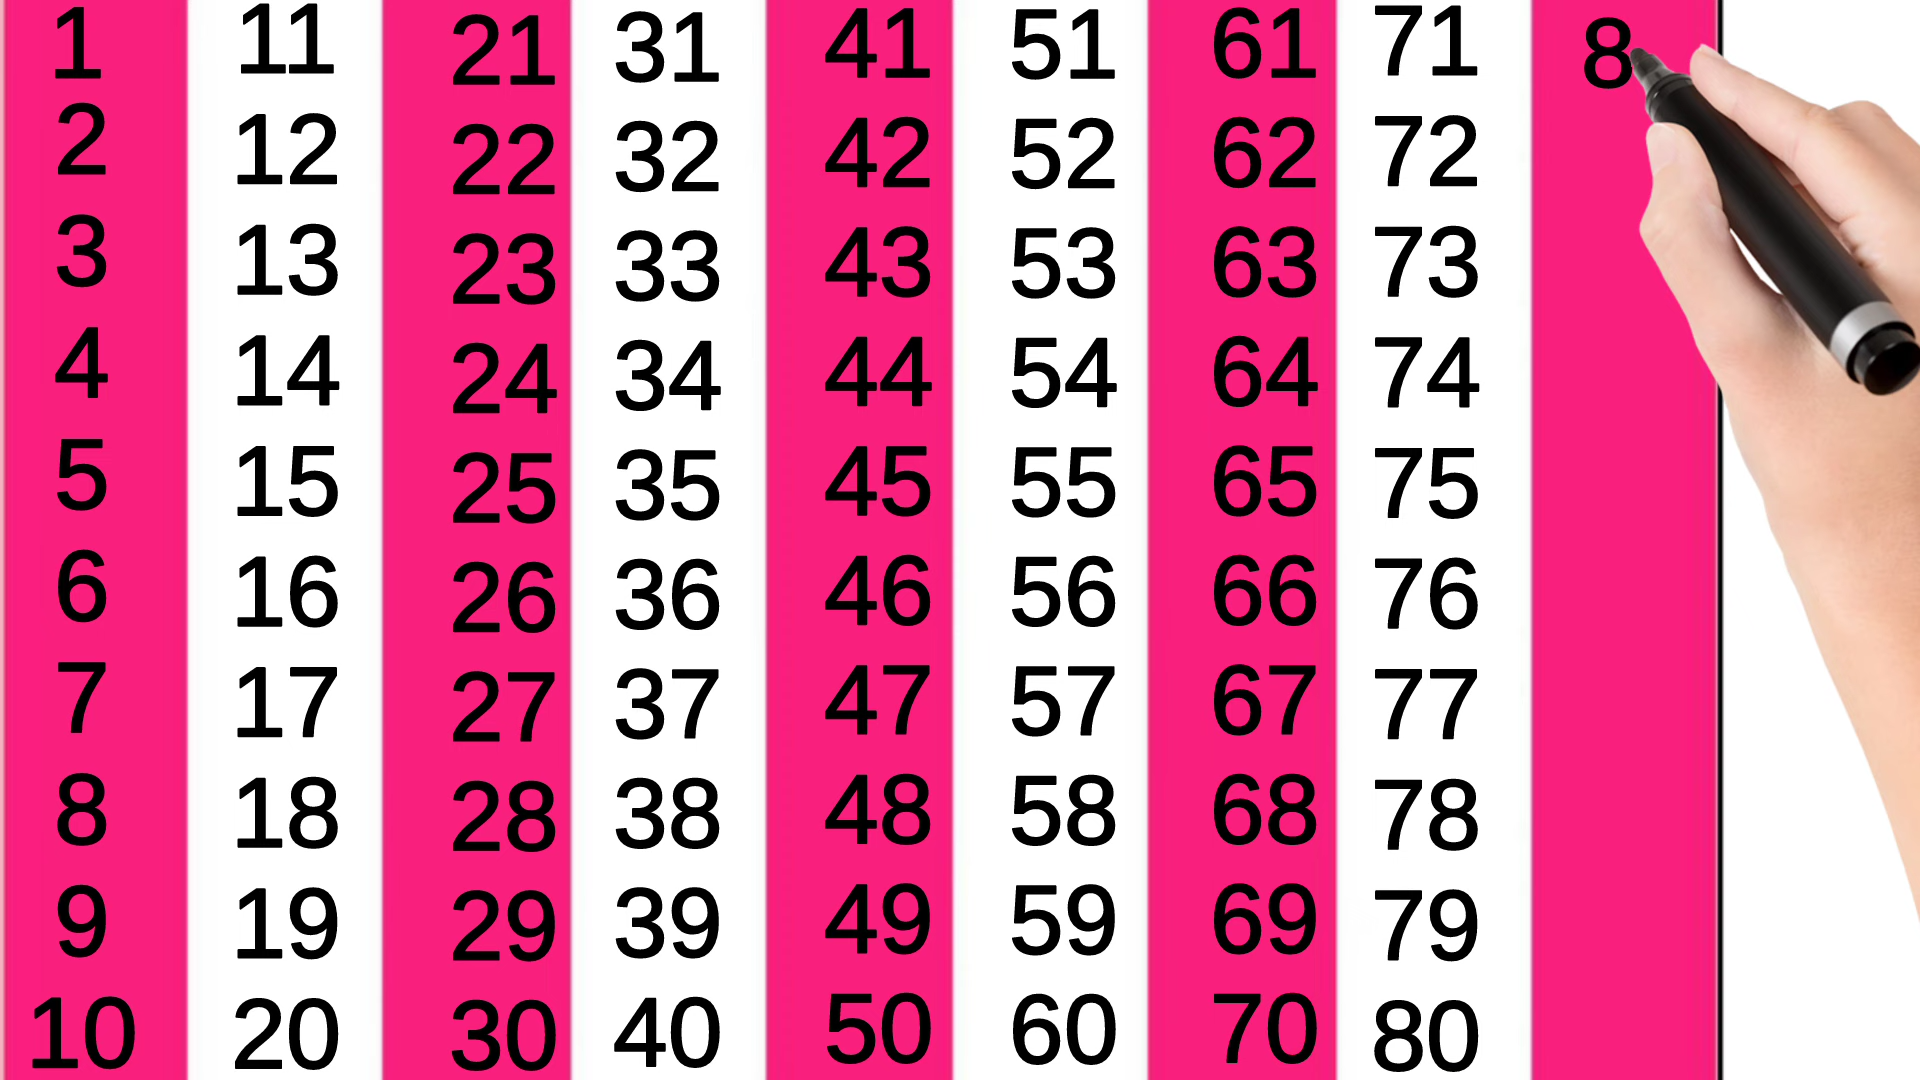 1 11 21 31 41 51 61 71 8
2 12 22 32 42 52 62 72
3 13 23 33 43 53 63 73
4 14 24 34 44 54 64 74
5 15 25 35 45 55 65 75
6 16 26 36 46 56 66 76
7 17 27 37 47 57 67 77
8 18 28 38 48 58 68 78
9 19 29 39 49 59 69 79
10 20 30 40 50 60 70 80